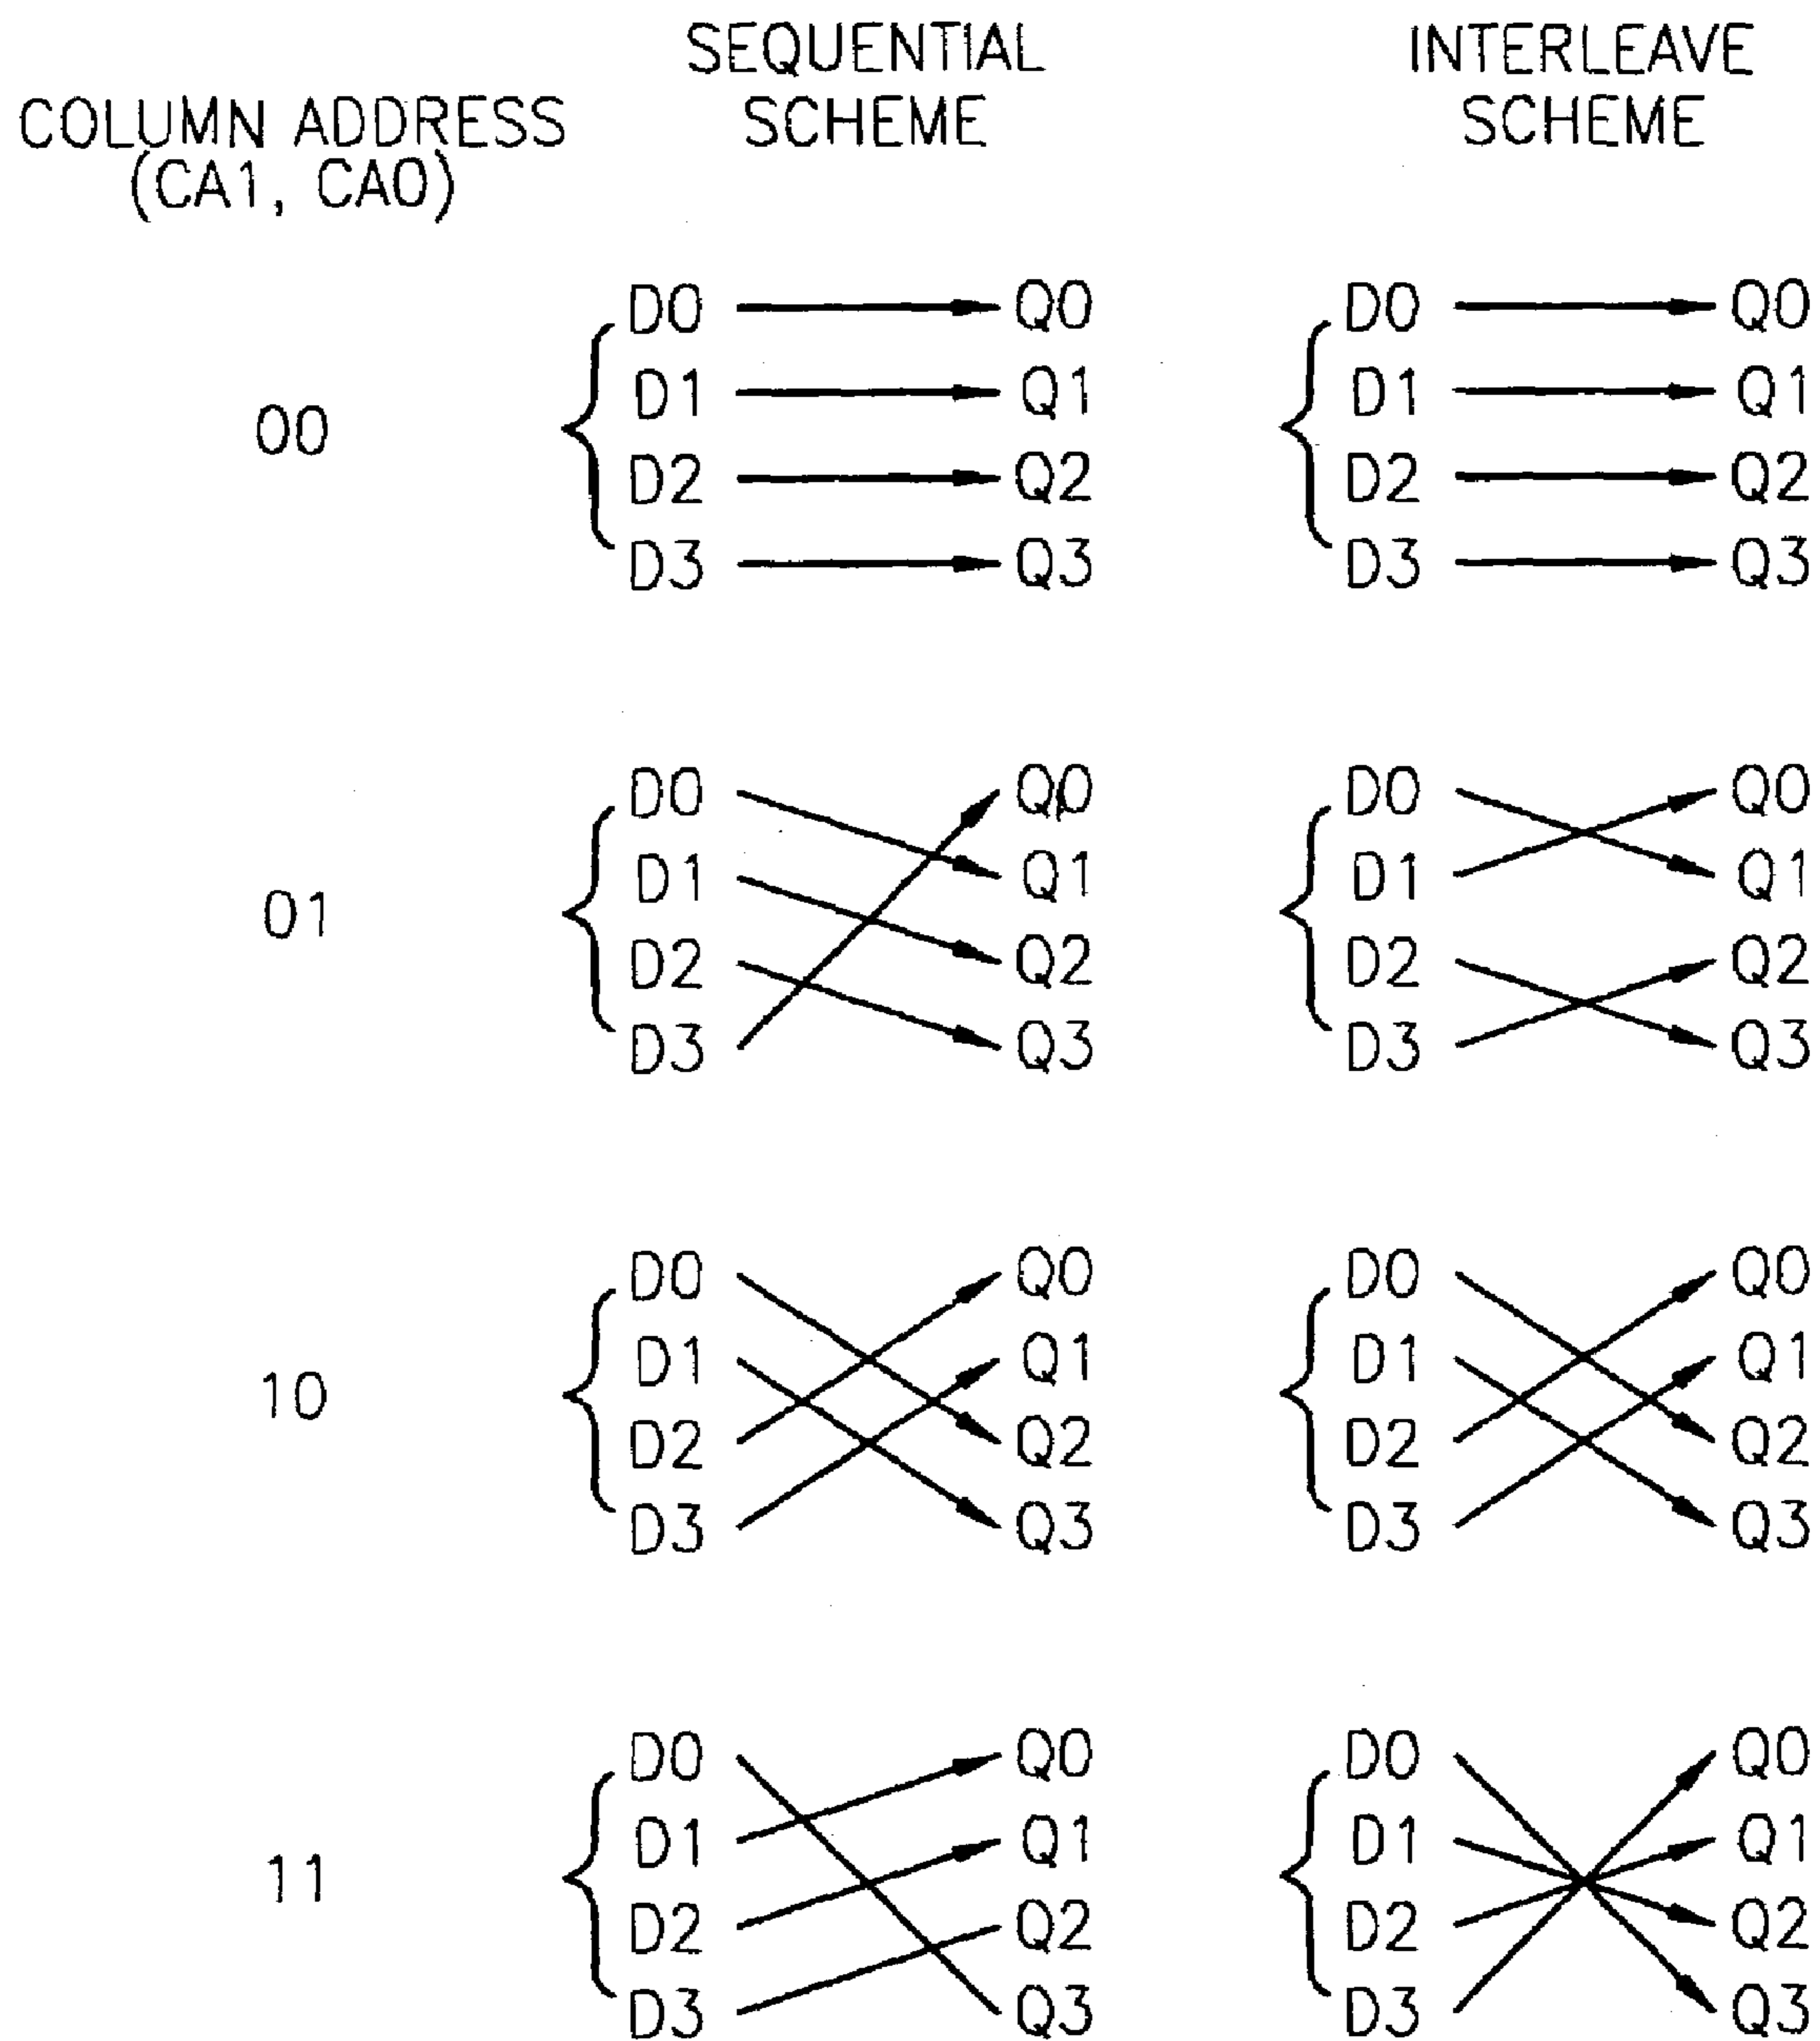 SEQUENTIAL INTERLEAVE
COLUMN ADDRESS SCHEME SCHEME
(CA1, CA0)
D0 Q0 D0 Q0
D1 Q1 D1 Q1
00
D2 Q2 D2 Q2
D3 Q3 D3 Q3
D0 Q0 D0 Q0
D1 Q1 D1 Q1
01
D2 Q2 D2 Q2
D3 Q3 D3 Q3
D0 Q0 D0 Q0
D1 Q1 D1 Q1
10
D2 Q2 D2 Q2
D3 Q3 D3 Q3
D0 Q0 D0 Q0
D1 Q1 D1 Q1
11
D2 Q2 D2 Q2
D3 Q3 D3 Q3